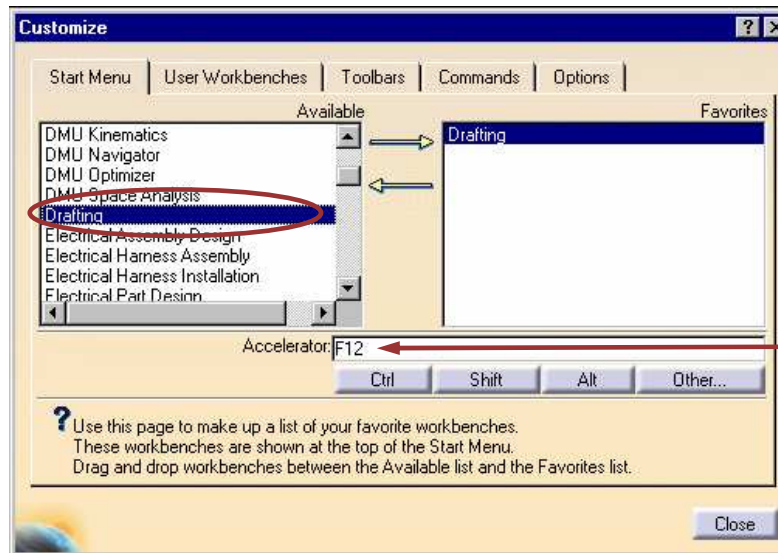 Customize
Start Menu User Workbenches Toolbars Commands Options
Available Favorites
DMU Kinematics
DMU Navigator
DMU Optimizer
DMU Space Analysis
Drafting
Electrical Assembly Design
Electrical Harness Assembly
Electrical Harness Installation
Electrical Part Design
Drafting
Accelerator: F12
Ctrl Shift Alt Other...
? Use this page to make up a list of your favorite workbenches.
These workbenches are shown at the top of the Start Menu.
Drag and drop workbenches between the Available list and the Favorites list.
Close